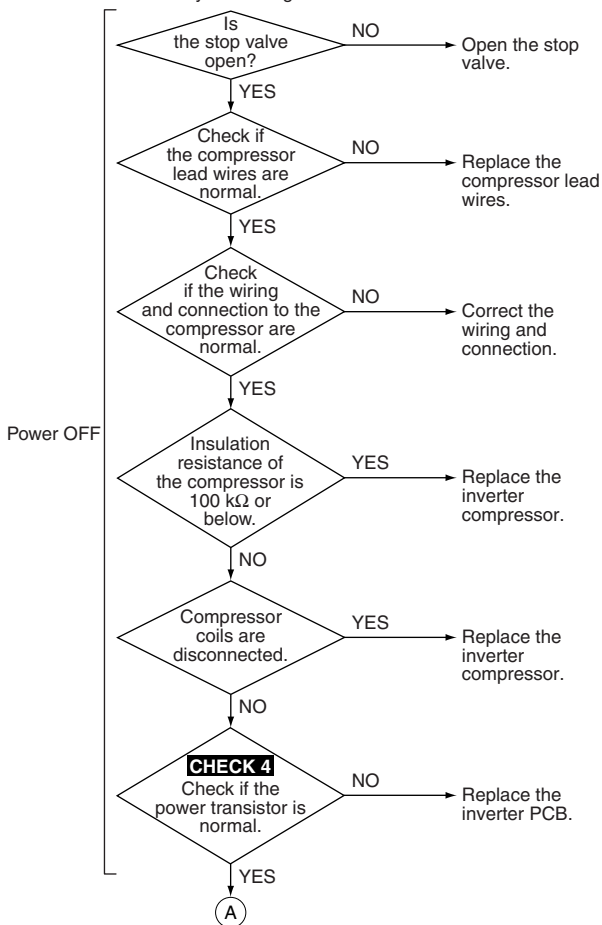 Is
the stop valve
open?
NO
Open the stop
valve.
YES
Check if
the compressor
lead wires are
normal.
NO
Replace the
compressor lead
wires.
YES
Check
if the wiring
and connection to the
compressor are
normal.
NO
Correct the
wiring and
connection.
YES
Power OFF
Insulation
resistance of
the compressor is
100 kΩ or
below.
YES
Replace the
inverter
compressor.
NO
Compressor
coils are
disconnected.
YES
Replace the
inverter
compressor.
NO
CHECK 4
Check if the
power transistor is
normal.
NO
Replace the
inverter PCB.
YES
A